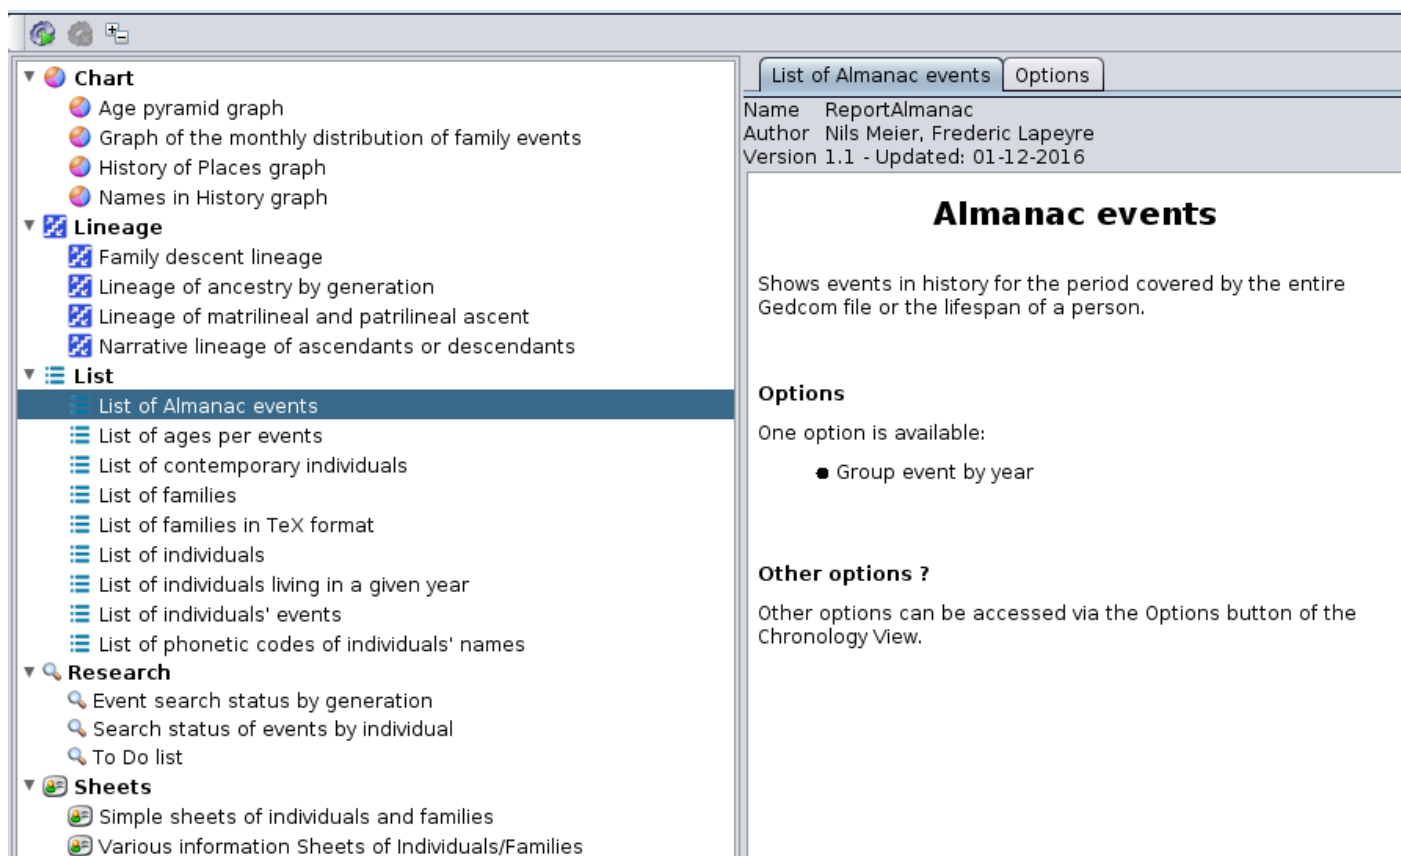 Chart
Age pyramid graph
Graph of the monthly distribution of family events
History of Places graph
Names in History graph
Lineage
Family descent lineage
Lineage of ancestry by generation
Lineage of matrilineal and patrilineal ascent
Narrative lineage of ascendants or descendants
List
List of Almanac events
List of ages per events
List of contemporary individuals
List of families
List of families in TeX format
List of individuals
List of individuals living in a given year
List of individuals' events
List of phonetic codes of individuals' names
Research
Event search status by generation
Search status of events by individual
To Do list
Sheets
Simple sheets of individuals and families
Various information Sheets of Individuals/Families
List of Almanac events Options
Name ReportAlmanac
Author Nils Meier, Frederic Lapeyre
Version 1.1 - Updated: 01-12-2016
Almanac events
Shows events in history for the period covered by the entire
Gedcom file or the lifespan of a person.
Options
One option is available:
Group event by year
Other options ?
Other options can be accessed via the Options button of the
Chronology View.